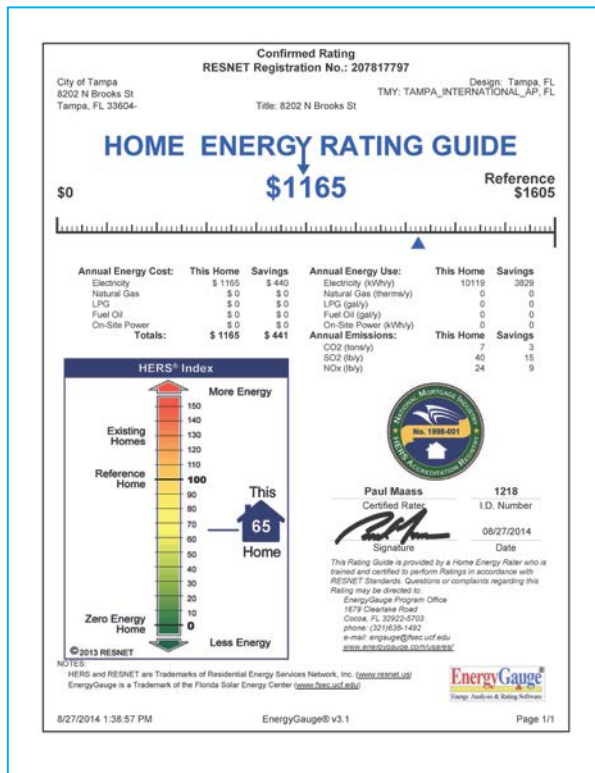 Confirmed Rating
RESNET Registration No.: 207817797
City of Tampa
8202 N Brooks St
Tampa, FL 33604-
Title: 8202 N Brooks St
Design: Tampa, FL
TMY: TAMPA_INTERNATIONAL_AP, FL
HOME ENERGY RATING GUIDE
$0
$1165
Reference
$1605
Annual Energy Cost: This Home Savings
Electricity $ 1165 $ 440
Natural Gas $ 0 $ 0
LPG $ 0 $ 0
Fuel Oil $ 0 $ 0
On-Site Power $ 0 $ 0
Totals: $ 1165 $ 441
Annual Energy Use: This Home Savings
Electricity (kWh/y) 10119 3829
Natural Gas (therms/y) 0 0
LPG (gal/y) 0 0
Fuel Oil (gal/y) 0 0
On-Site Power (kWh/y) 0 0
Annual Emissions: This Home Savings
CO2 (tons/y) 7 3
SO2 (lb/y) 40 15
NOx (lb/y) 24 9
HERS® Index
More Energy
150
140
Existing
Homes
130
120
110
Reference
Home
100
90
80
70
60
50
40
30
20
10
Zero Energy
Home
0
Less Energy
This
65
Home
©2013 RESNET
NATIONAL MORTGAGE INDUSTRY
No. 1998-001
HERS ACCREDITATION REGISTRY
Paul Maass 1218
Certified Rater I.D. Number
08/27/2014
Signature Date
This Rating Guide is provided by a Home Energy Rater who is
trained and certified to perform Ratings in accordance with
RESNET Standards. Questions or complaints regarding this
Rating may be directed to:
EnergyGauge Program Office
1679 Clearlake Road
Cocoa, FL 32922-5703
phone: (321)638-1492
e-mail: engauge@fsec.ucf.edu
www.energygauge.com/usares/
NOTES:
HERS and RESNET are Trademarks of Residential Energy Services Network, Inc. (www.resnet.us)
EnergyGauge is a Trademark of the Florida Solar Energy Center (www.fsec.ucf.edu)
EnergyGauge®
Energy Analysis & Rating Software
8/27/2014 1:38:57 PM EnergyGauge® v3.1 Page 1/1